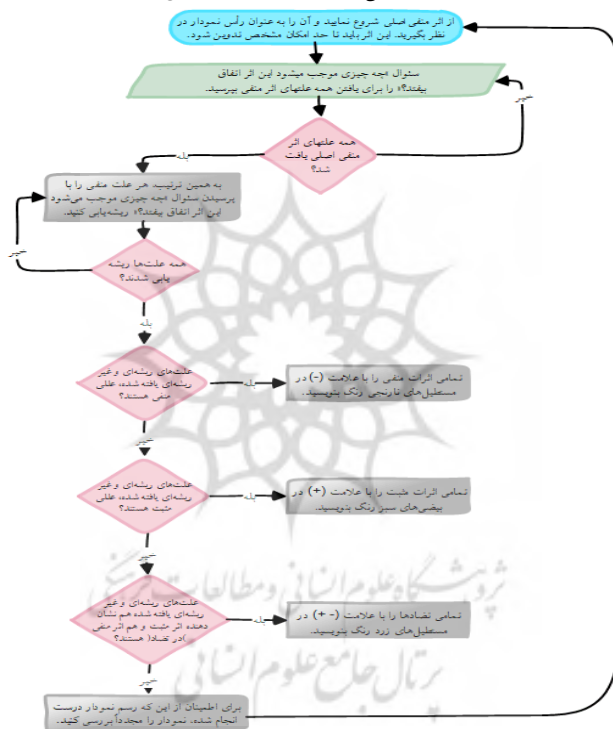 از اثر منفی اصلی شروع نمایید و آن را به عنوان رأس نمودار در
نظر بگیرید. این اثر باید تا حد امکان مشخص تدوین شود.
سئوال «چه چیزی موجب میشود این اثر اتفاق
بیفتد؟» را برای یافتن همه علتهای اثر منفی بپرسید.
خیر
همه علتهای اثر
منفی اصلی یافت
شد؟
بله
به همین ترتیب، هر علت منفی را با
پرسیدن سئوال «چه چیزی موجب می‌شود
این اثر اتفاق بیفتد؟» ریشه‌یابی کنید.
خیر
همه علت‌ها ریشه
یابی شدند؟
بله
علت‌های ریشه‌ای و غیر
ریشه‌ای یافته شده، عللی
منفی هستند؟
بله
تمامی اثرات منفی را با علامت (-) در
مستطیل‌های نارنجی رنگ بنویسید.
خیر
علت‌های ریشه‌ای و غیر
ریشه‌ای یافته شده، عللی
مثبت هستند؟
بله
تمامی اثرات مثبت را با علامت (+) در
بیضی‌های سبز رنگ بنویسید.
خیر
علت‌های ریشه‌ای و غیر
ریشه‌ای یافته شده هم نشان
دهنده اثر مثبت و هم اثر منفی
)در تضاد( هستند؟
بله
تمامی تضادها را با علامت (- +) در
مستطیل‌های زرد رنگ بنویسید.
خیر
برای اطمینان از این که رسم نمودار درست
انجام شده، نمودار را مجدداً بررسی کنید.
پژوهشگاه علوم انسانی و مطالعات فرهنگی
پرتال جامع علوم انسانی